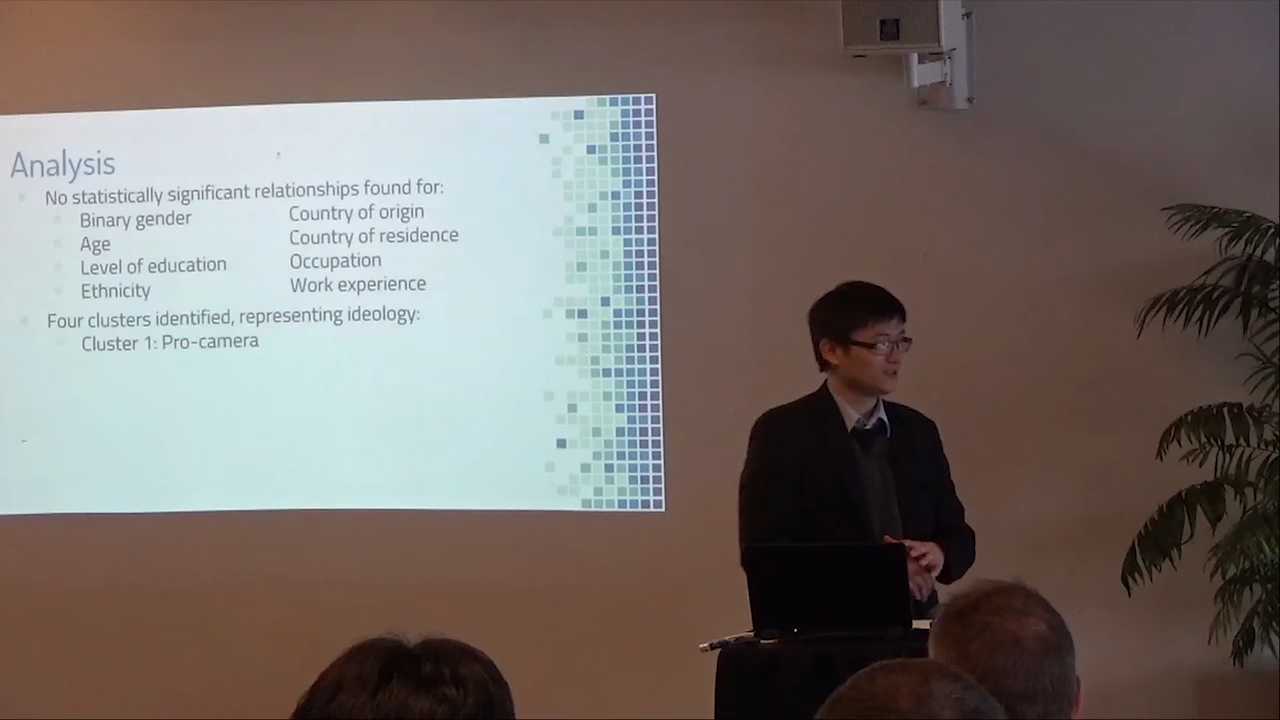 Analysis
No statistically significant relationships found for:
Binary gender
Age
Level of education
Ethnicity
Country of origin
Country of residence
Occupation
Work experience
Four clusters identified, representing ideology:
Cluster 1: Pro-camera